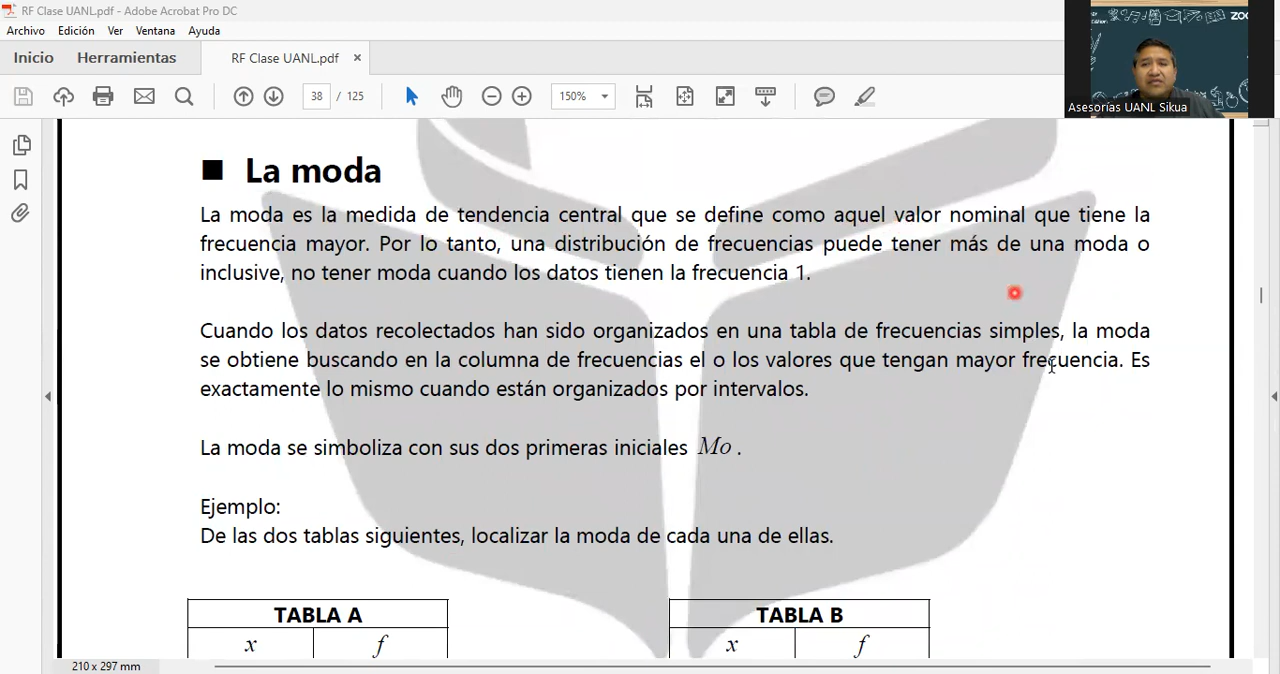 RF Clase UANL.pdf - Adobe Acrobat Pro DC
Archivo Edición Ver Ventana Ayuda
Inicio Herramientas RF Clase UANL.pdf ×
38 / 125 150%
Asesorías UANL Sikua
La moda
La moda es la medida de tendencia central que se define como aquel valor nominal que tiene la
frecuencia mayor. Por lo tanto, una distribución de frecuencias puede tener más de una moda o
inclusive, no tener moda cuando los datos tienen la frecuencia 1.
Cuando los datos recolectados han sido organizados en una tabla de frecuencias simples, la moda
se obtiene buscando en la columna de frecuencias el o los valores que tengan mayor frecuencia. Es
exactamente lo mismo cuando están organizados por intervalos.
La moda se simboliza con sus dos primeras iniciales Mo .
Ejemplo:
De las dos tablas siguientes, localizar la moda de cada una de ellas.
TABLA A TABLA B
x f x f
210 x 297 mm